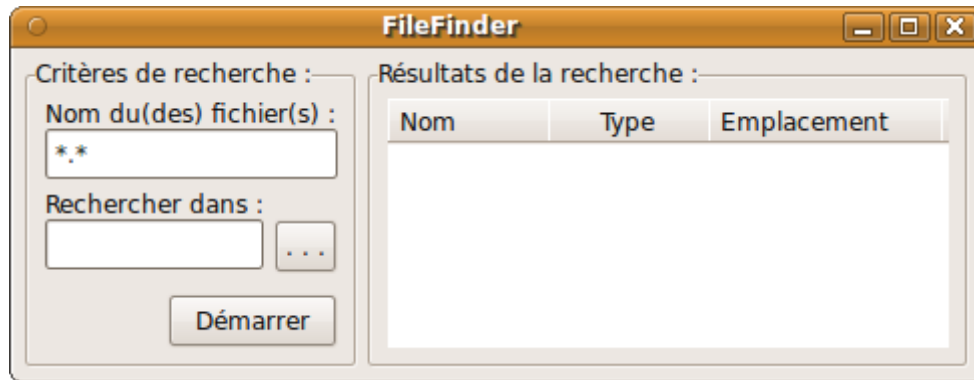 FileFinder
Critères de recherche :
Nom du(des) fichier(s) :
*.*
Rechercher dans :
...
Démarrer
Résultats de la recherche :
Nom Type Emplacement